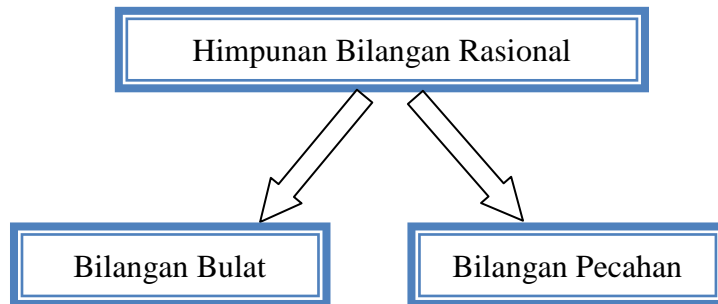 Himpunan Bilangan Rasional
Bilangan Bulat
Bilangan Pecahan